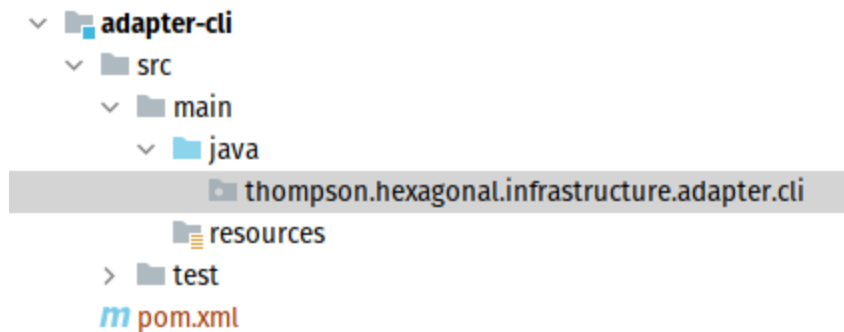 adapter-cli
src
main
java
thompson.hexagonal.infrastructure.adapter.cli
resources
test
m pom.xml